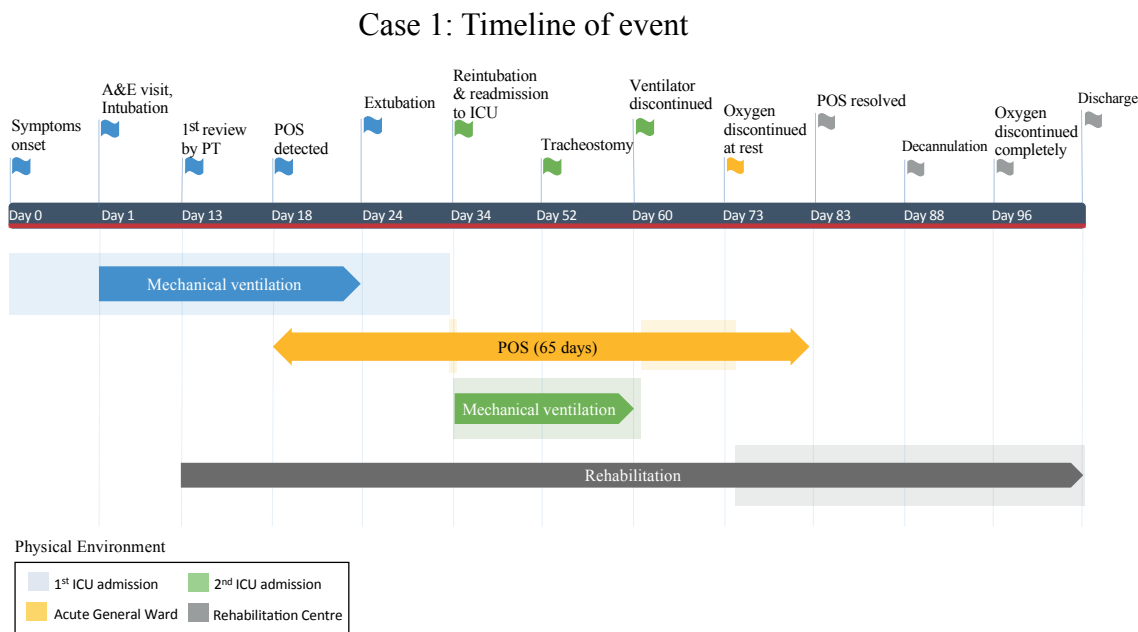 Case 1: Timeline of event
Symptoms
onset
A&E visit,
Intubation
1st review
by PT
POS
detected
Extubation
Reintubation
& readmission
to ICU
Tracheostomy
Ventilator
discontinued
Oxygen
discontinued
at rest
POS resolved
Decannulation
Oxygen
discontinued
completely
Discharge
Day 0
Day 1
Day 13
Day 18
Day 24
Day 34
Day 52
Day 60
Day 73
Day 83
Day 88
Day 96
Mechanical ventilation
POS (65 days)
Mechanical ventilation
Rehabilitation
Physical Environment
1st ICU admission
2nd ICU admission
Acute General Ward
Rehabilitation Centre